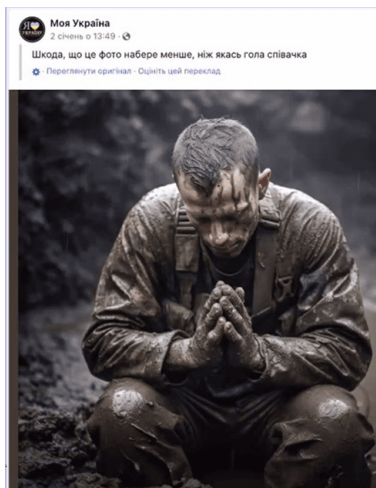 Моя Україна
2 січень о 13:49 ·
Шкода, що це фото набере менше, ніж якась гола співачка
· Переглянути оригінал · Оцініть цей переклад